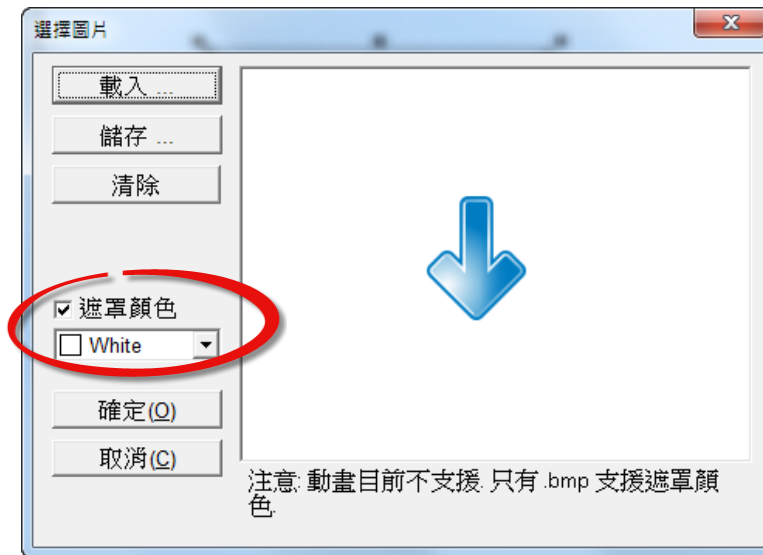 選擇圖片
載入 ...
儲存 ...
清除
遮罩顏色
White
確定(O)
取消(C)
注意: 動畫目前不支援. 只有 .bmp 支援遮罩顏
色.